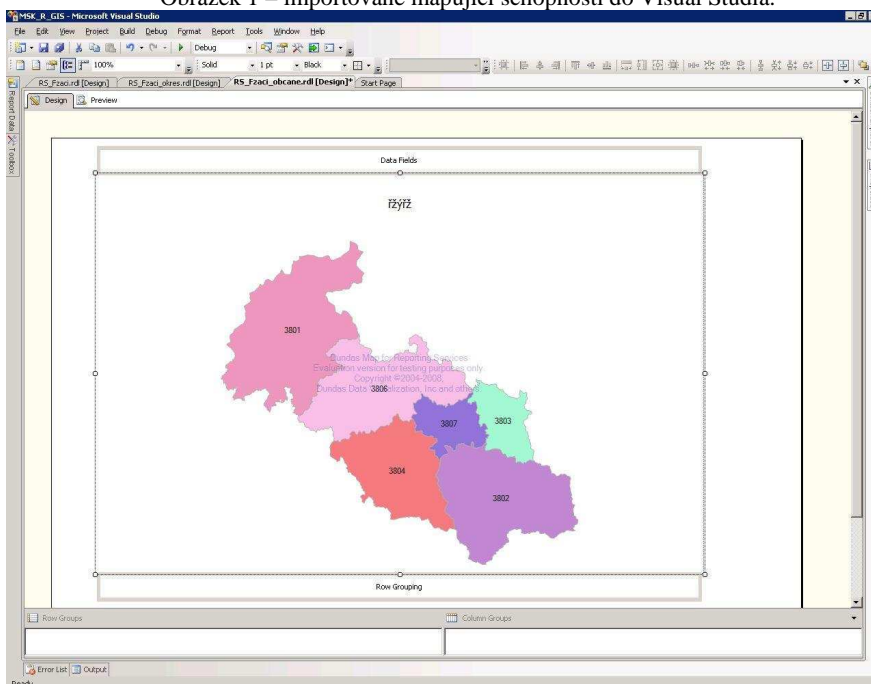 Obrázek 1 – importované mapující schopnosti do Visual Studia.
MSK_R_GIS - Microsoft Visual Studio
File Edit View Project Build Debug Format Report Tools Window Help
Debug
100% Solid 1 pt Black
RS_Fzaci.rdl [Design] RS_Fzaci_okres.rdl [Design] RS_Fzaci_obcane.rdl [Design]* Start Page
Design Preview
Report Data
Toolbox
Data Fields
řžýřž
3801
Dundas Map for Reporting Services
Evaluation version for testing purposes only
Copyright ©2004-2008,
Dundas Data Visualization, Inc and others
3806
3807
3803
3804
3802
Row Grouping
Row Groups Column Groups
Error List Output
Ready